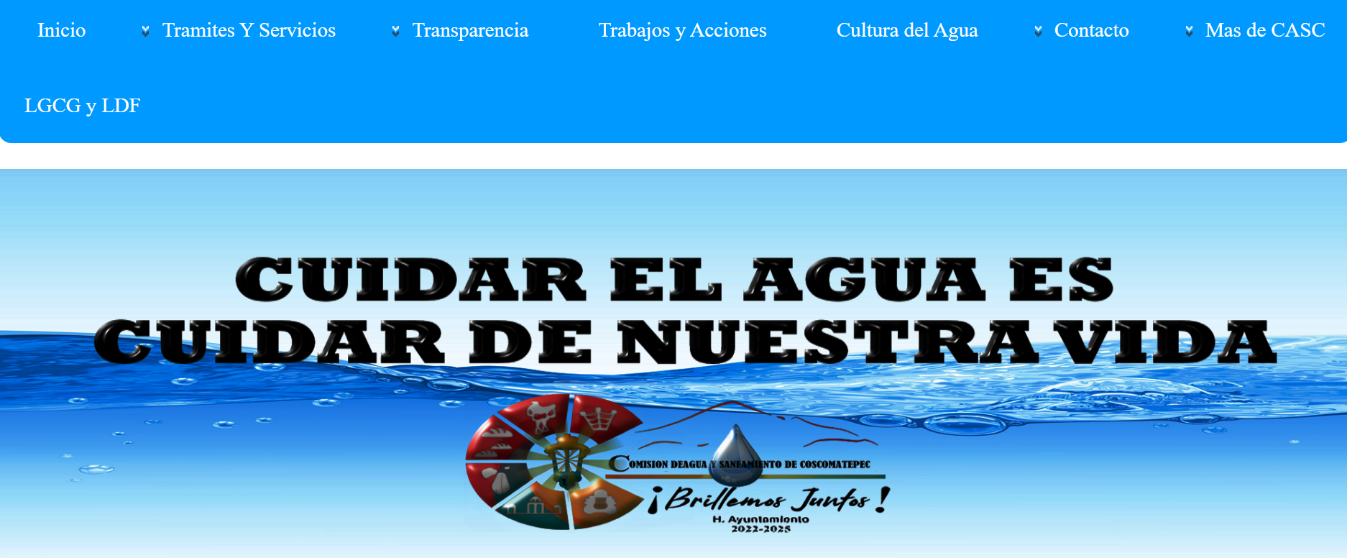 Inicio Tramites Y Servicios Transparencia Trabajos y Acciones Cultura del Agua Contacto Mas de CASC
LGCG y LDF
CUIDAR EL AGUA ES
CUIDAR DE NUESTRA VIDA
COMISION DEAGUA Y SANEAMIENTO DE COSCOMATEPEC
¡Brillemos Juntos!
H. Ayuntamiento
2022-2025